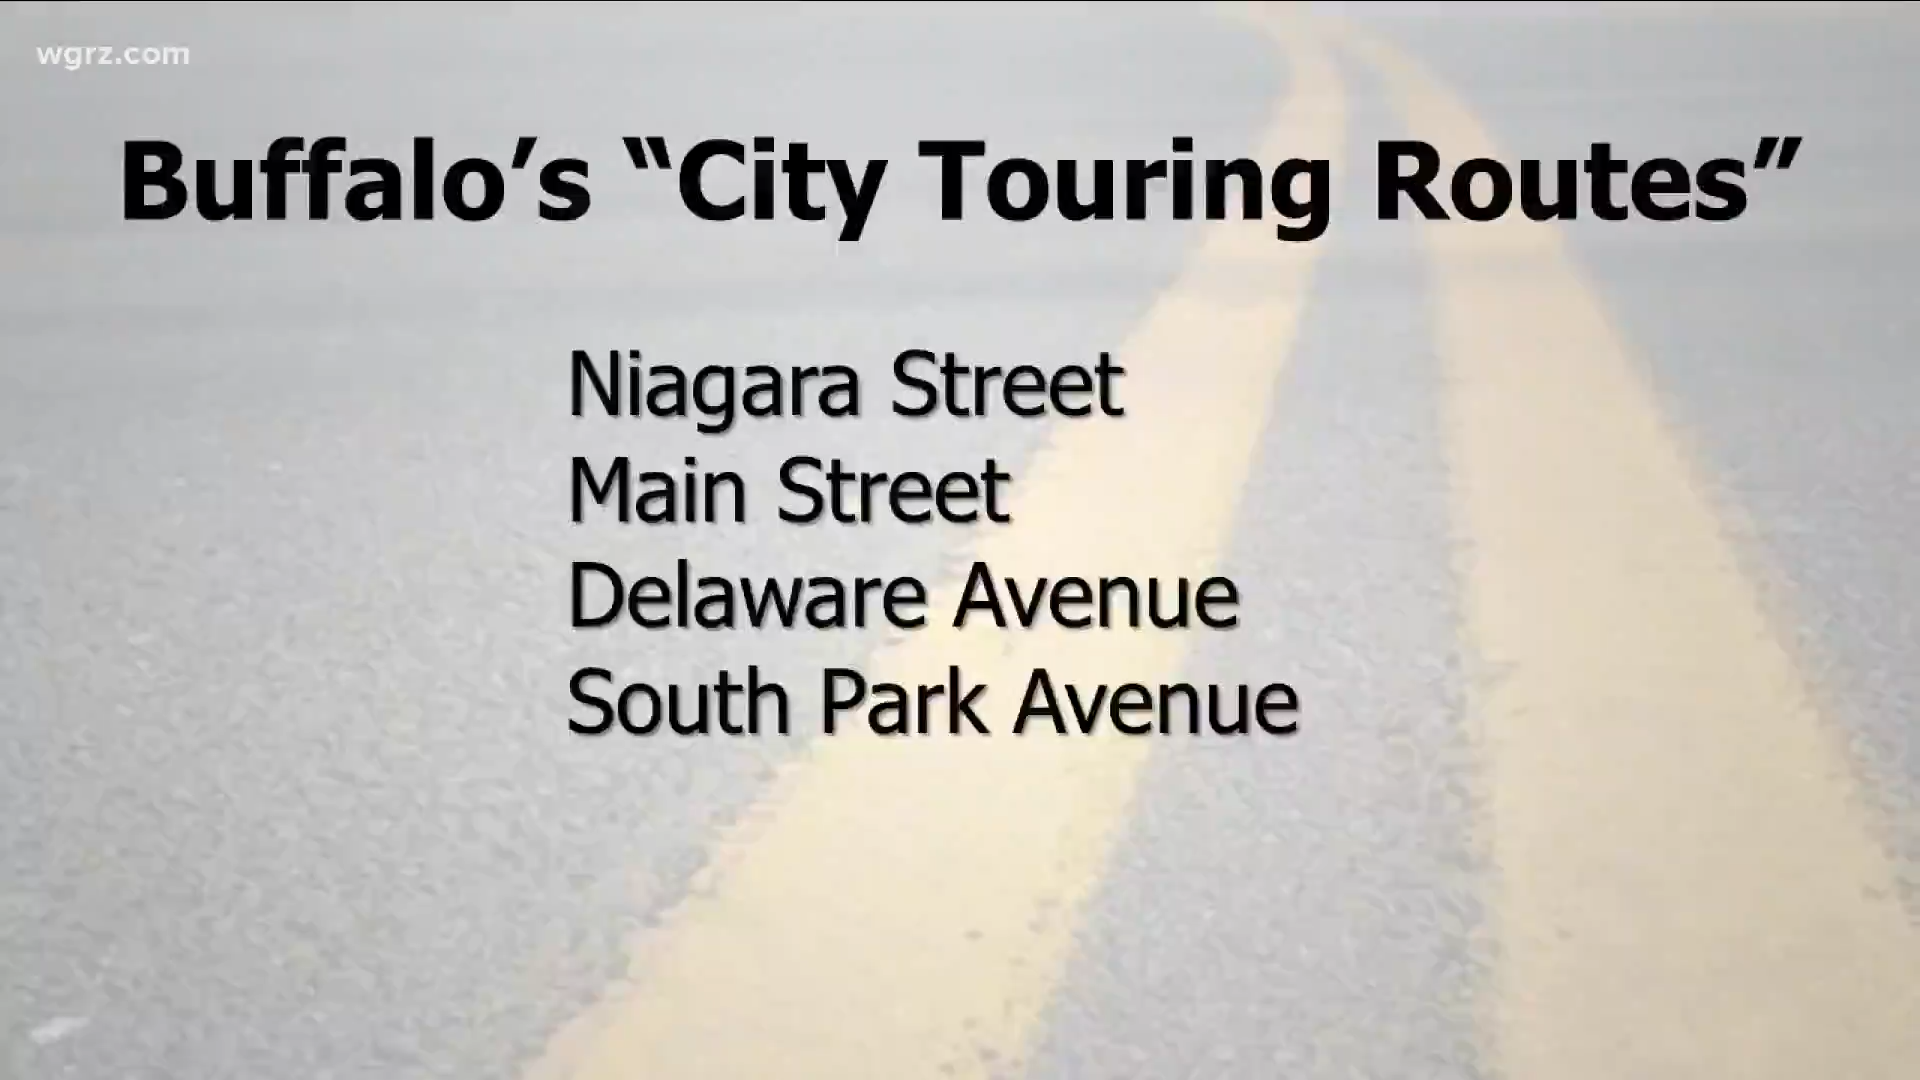 wgrz.com
Buffalo’s “City Touring Routes”
Niagara Street
Main Street
Delaware Avenue
South Park Avenue